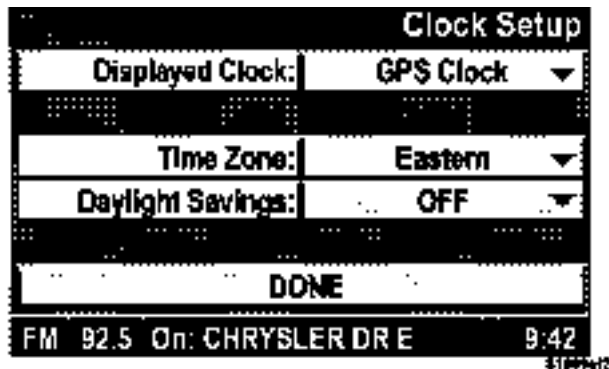 Clock Setup
Displayed Clock: GPS Clock
Time Zone: Eastern
Daylight Savings: OFF
DONE
FM 92.5 On: CHRYSLER DR E 9:42